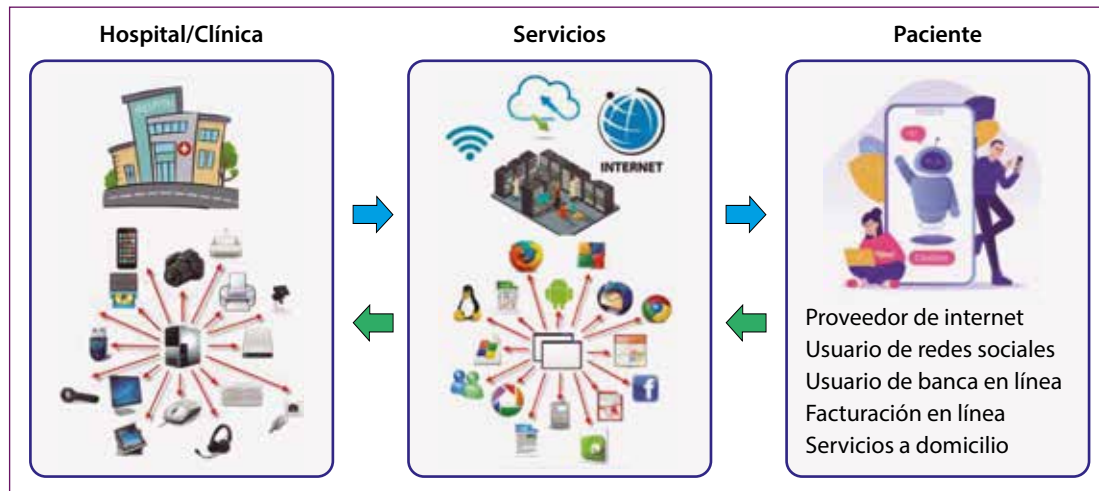 Hospital/Clínica
Servicios
Paciente
INTERNET
Proveedor de internet
Usuario de redes sociales
Usuario de banca en línea
Facturación en línea
Servicios a domicilio